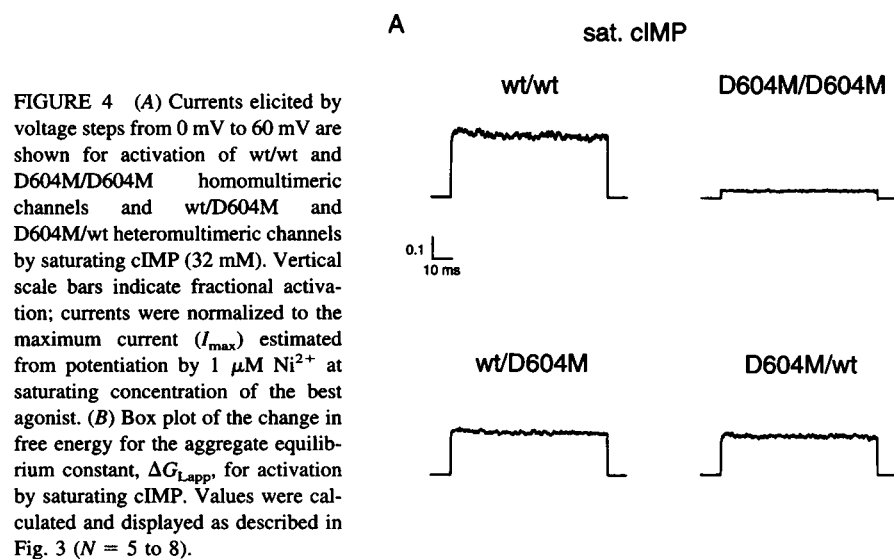 FIGURE 4 (A) Currents elicited by
voltage steps from 0 mV to 60 mV are
shown for activation of wt/wt and
D604M/D604M homomultimeric
channels and wt/D604M and
D604M/wt heteromultimeric channels
by saturating cIMP (32 mM). Vertical
scale bars indicate fractional activa-
tion; currents were normalized to the
maximum current (Imax) estimated
from potentiation by 1 μM Ni2+ at
saturating concentration of the best
agonist. (B) Box plot of the change in
free energy for the aggregate equilib-
rium constant, ΔGLapp, for activation
by saturating cIMP. Values were cal-
culated and displayed as described in
Fig. 3 (N = 5 to 8).
A
sat. cIMP
wt/wt
D604M/D604M
0.1
10 ms
wt/D604M
D604M/wt